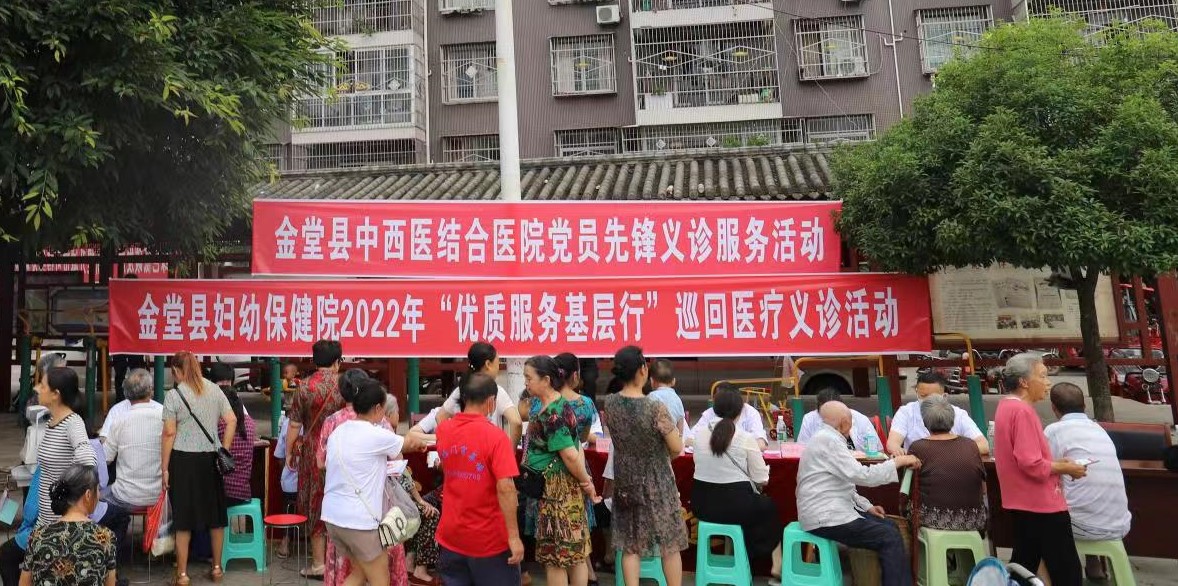 金堂县中西医结合医院党员先锋义诊服务活动
金堂县妇幼保健院2022年“优质服务基层行”巡回医疗义诊活动